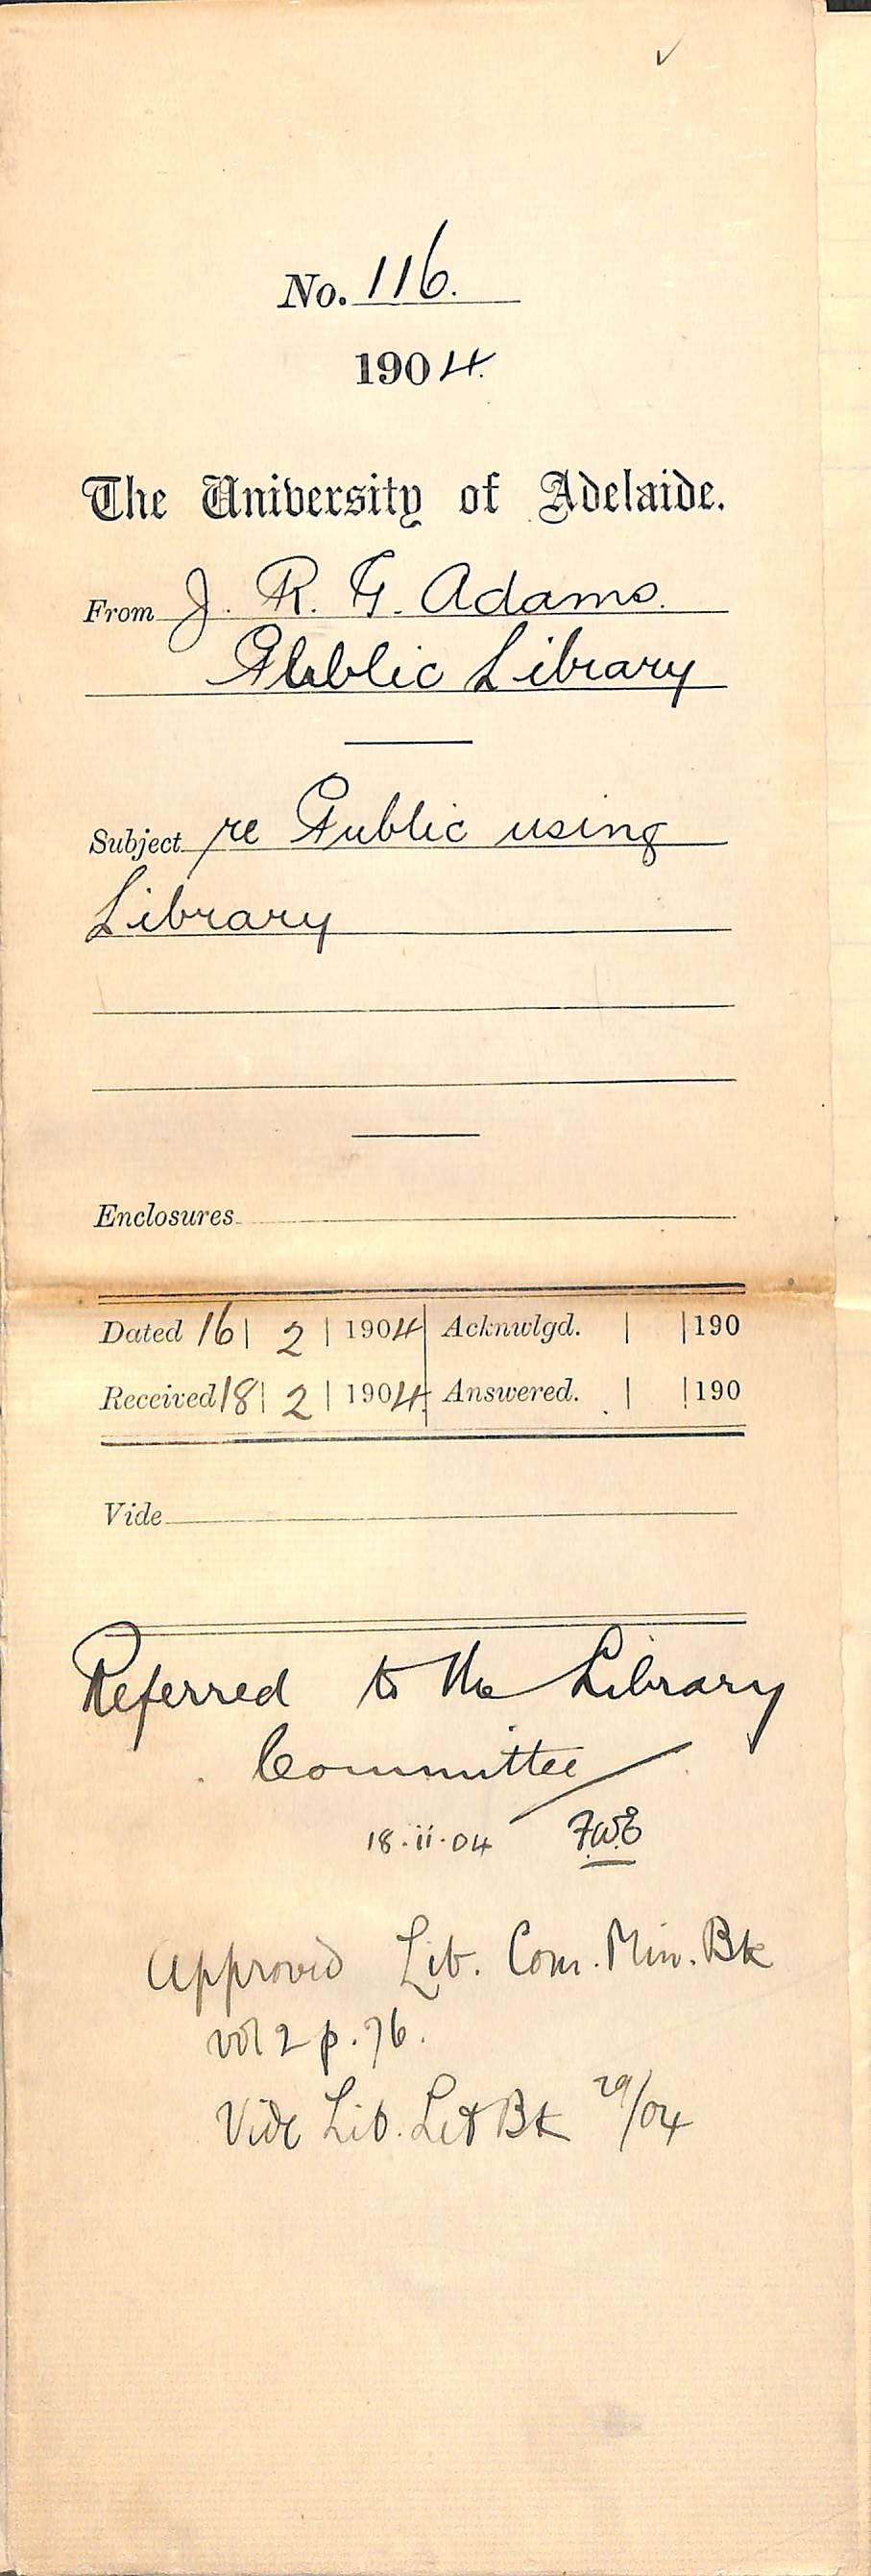 No. 116.
1904.
The University of Adelaide.
From J. R. G. Adams.
Public Library
Subject re Public using
Library
Enclosures
Dated 16 | 2 | 1904 Acknwlgd. | | 190
Received 18 | 2 | 1904. Answered. | | 190
Vide
Referred to the Library
Committee
18.ii.04 F.W.E
Approved Lib. Com. Min. Bk
vol 2 p. 76.
Vide Lib. Let Bk 29/04